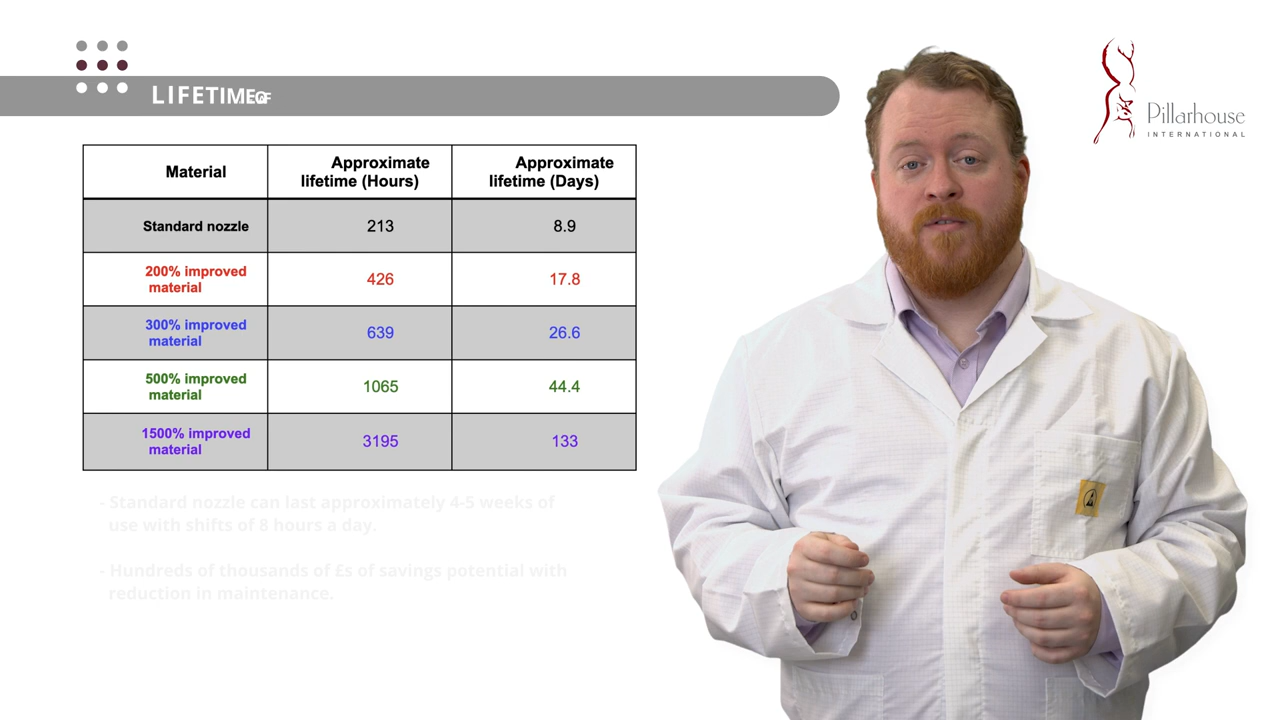 LIFETIME
Pillarhouse
INTERNATIONAL
Material
Approximate
lifetime (Hours)
Approximate
lifetime (Days)
Standard nozzle
213
8.9
200% improved
material
426
17.8
300% improved
material
639
26.6
500% improved
material
1065
44.4
1500% improved
material
3195
133
- Standard nozzle can last approximately 4-5 weeks of
use with shifts of 8 hours a day.
- Hundreds of thousands of £s of savings potential with
reduction in maintenance.